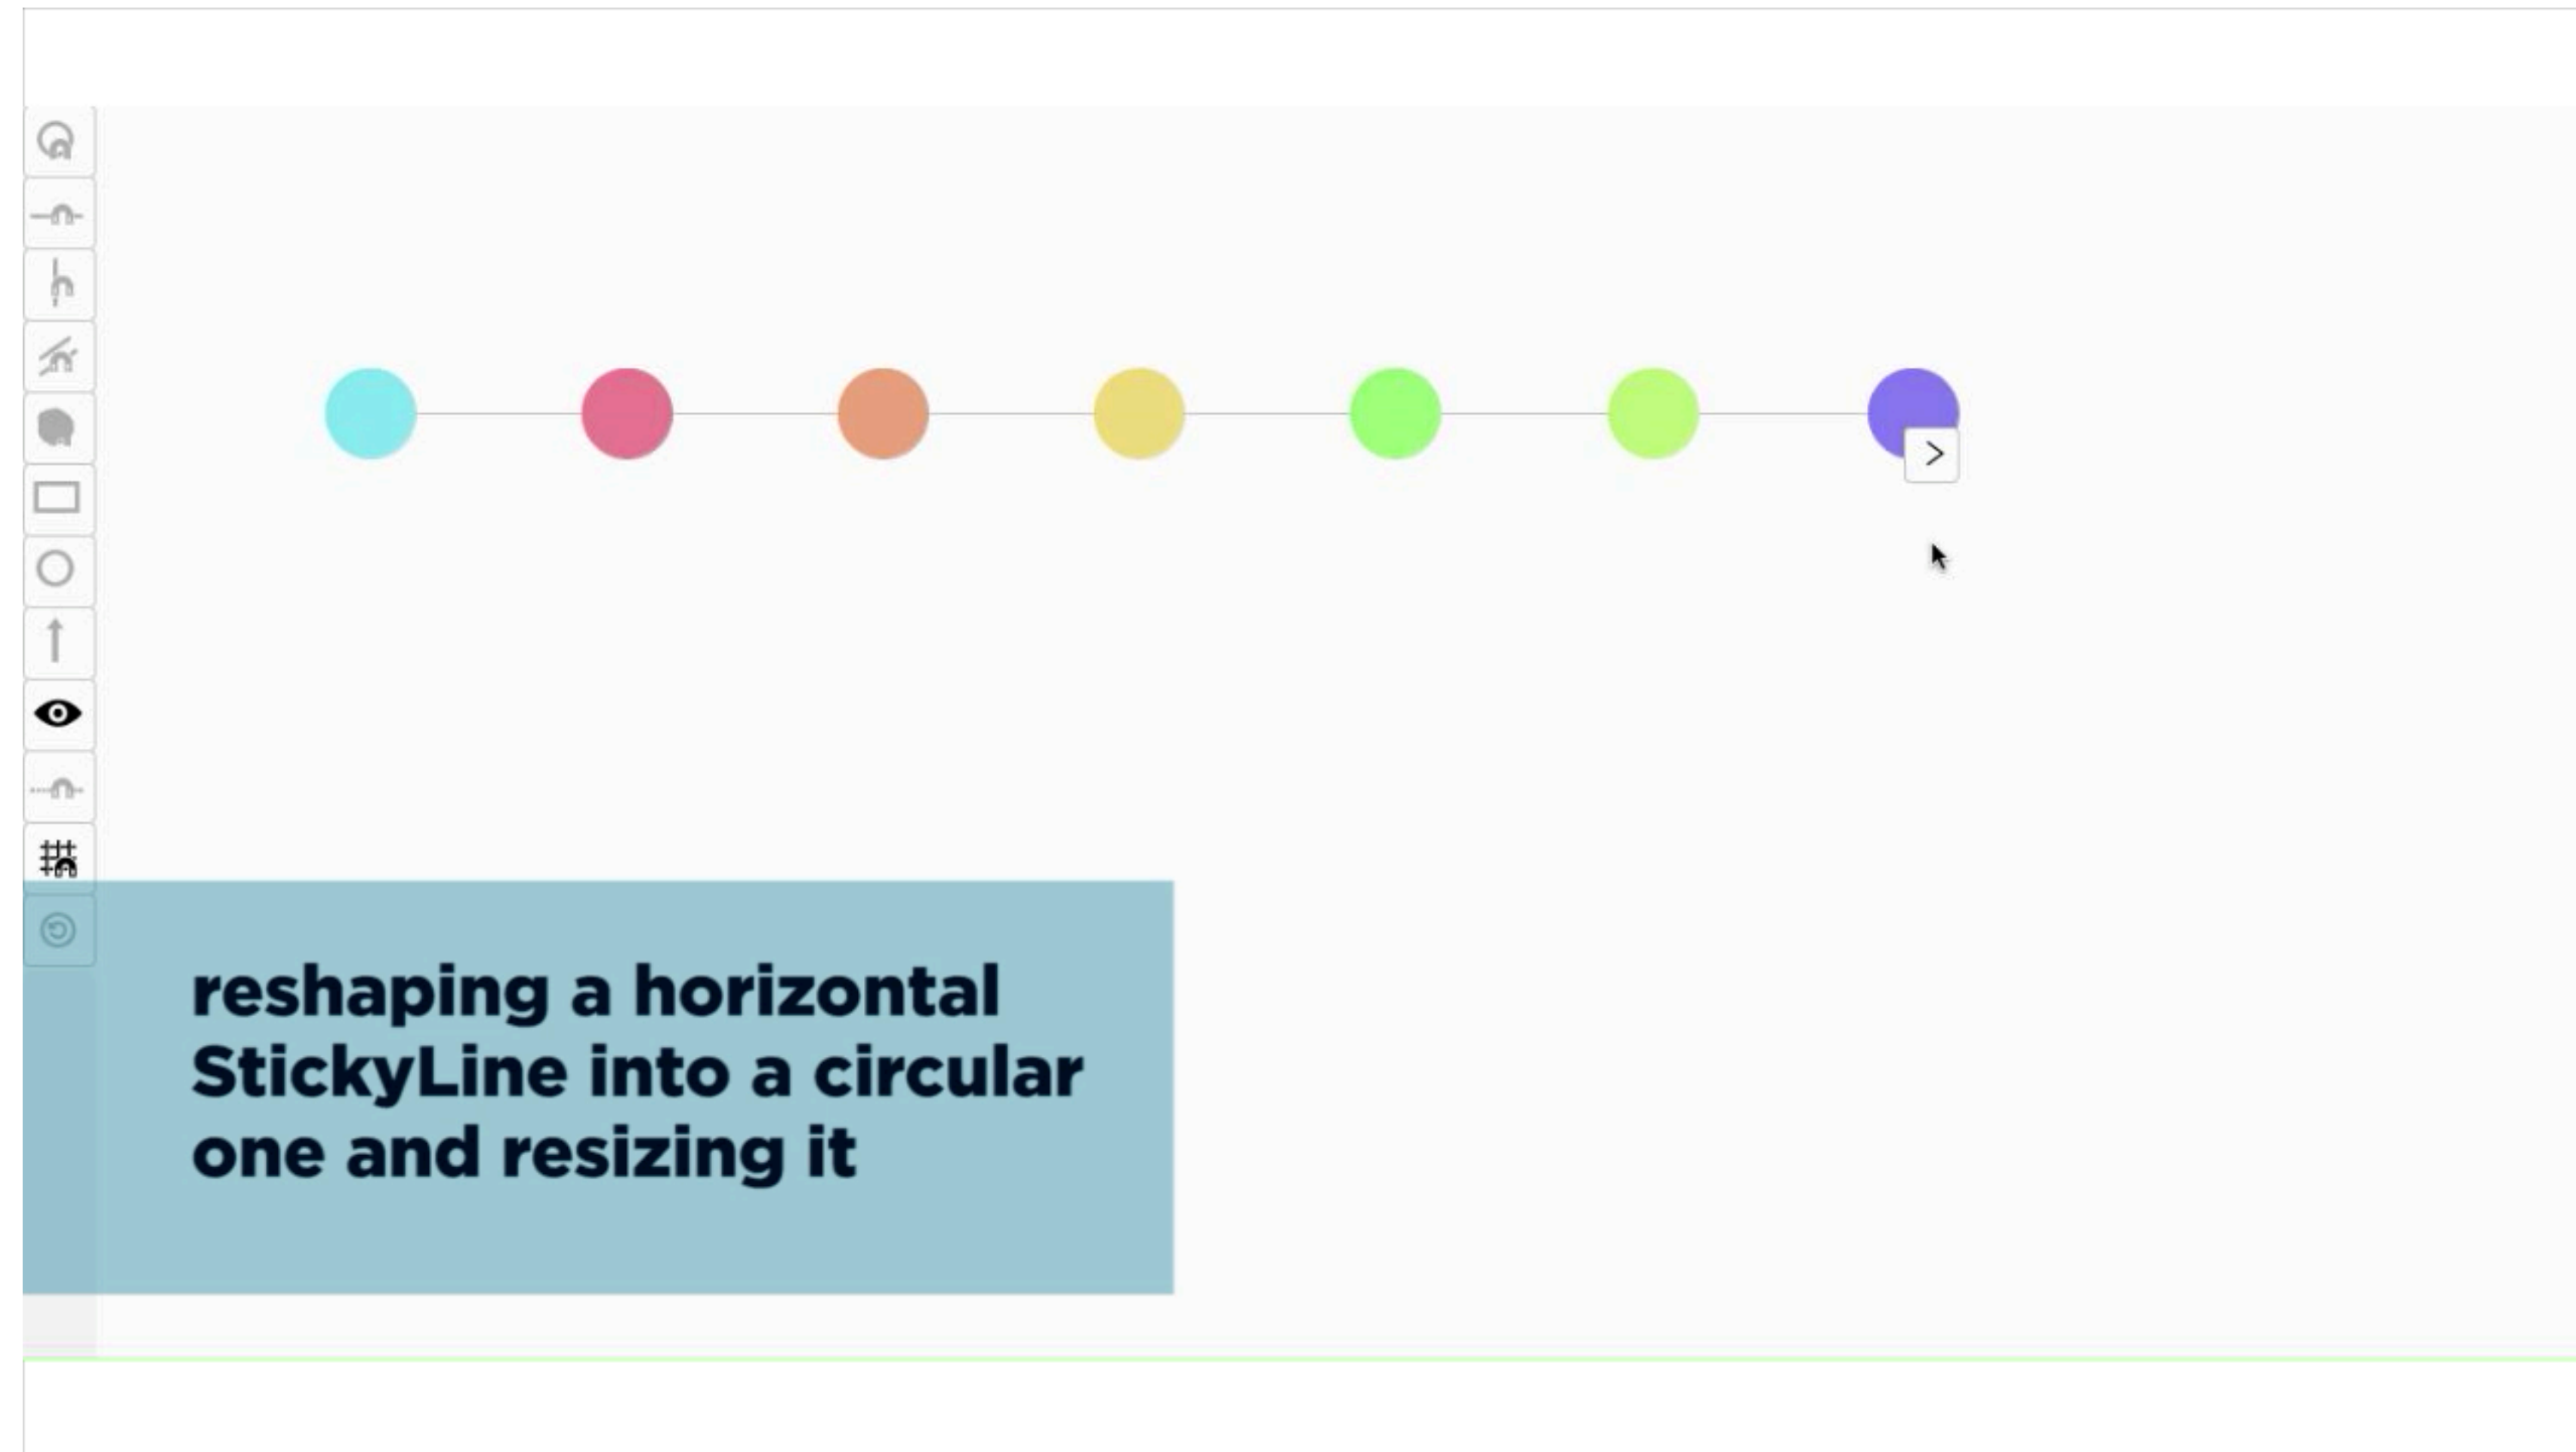 reshaping a horizontal
StickyLine into a circular
one and resizing it